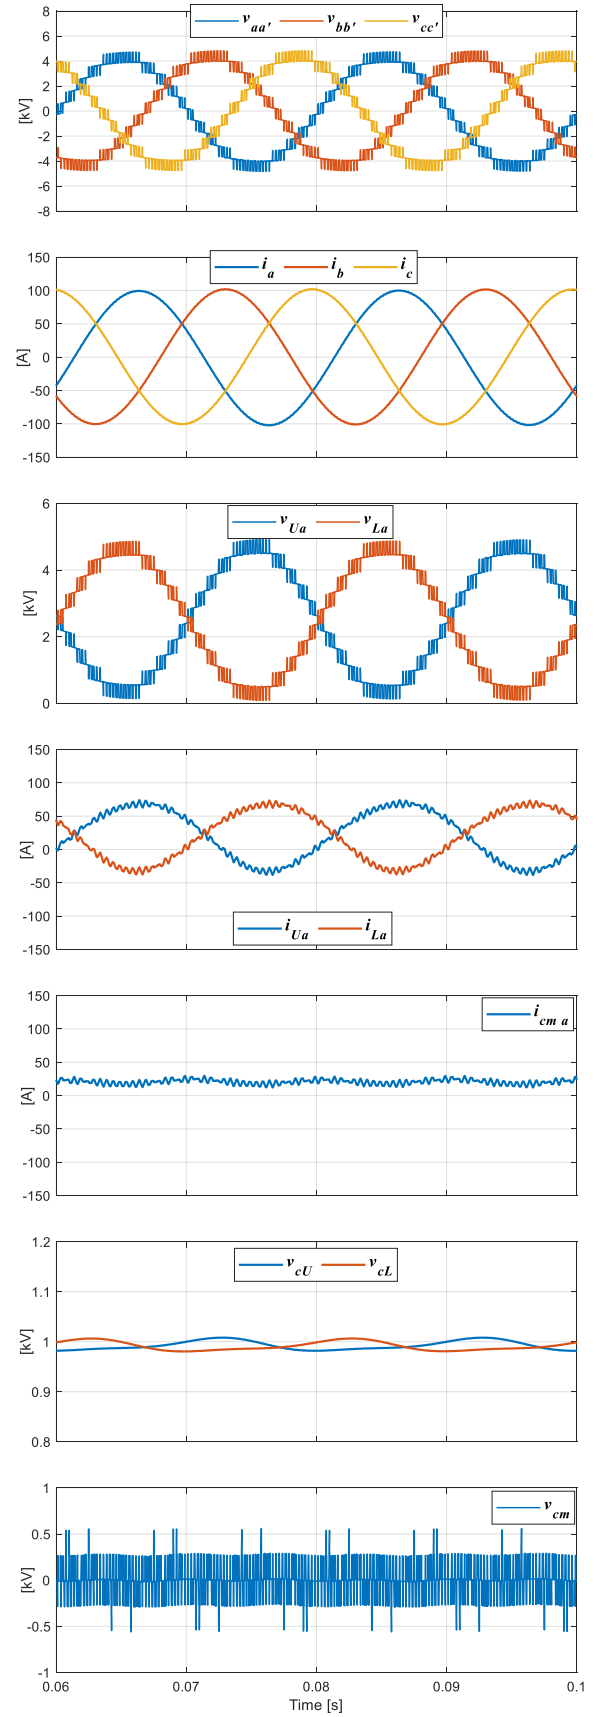 v_aa' v_bb' v_cc'
8
6
4
2
0
-2
-4
-6
-8
[kV]
i_a i_b i_c
150
100
50
0
-50
-100
-150
[A]
v_Ua v_La
6
4
2
0
[kV]
150
100
50
0
-50
-100
-150
[A]
i_Ua i_La
i_cm a
150
100
50
0
-50
-100
-150
[A]
v_cU v_cL
1.2
1.1
1
0.9
0.8
[kV]
v_cm
1
0.5
0
-0.5
-1
[kV]
0.06 0.07 0.08 0.09 0.1
Time [s]